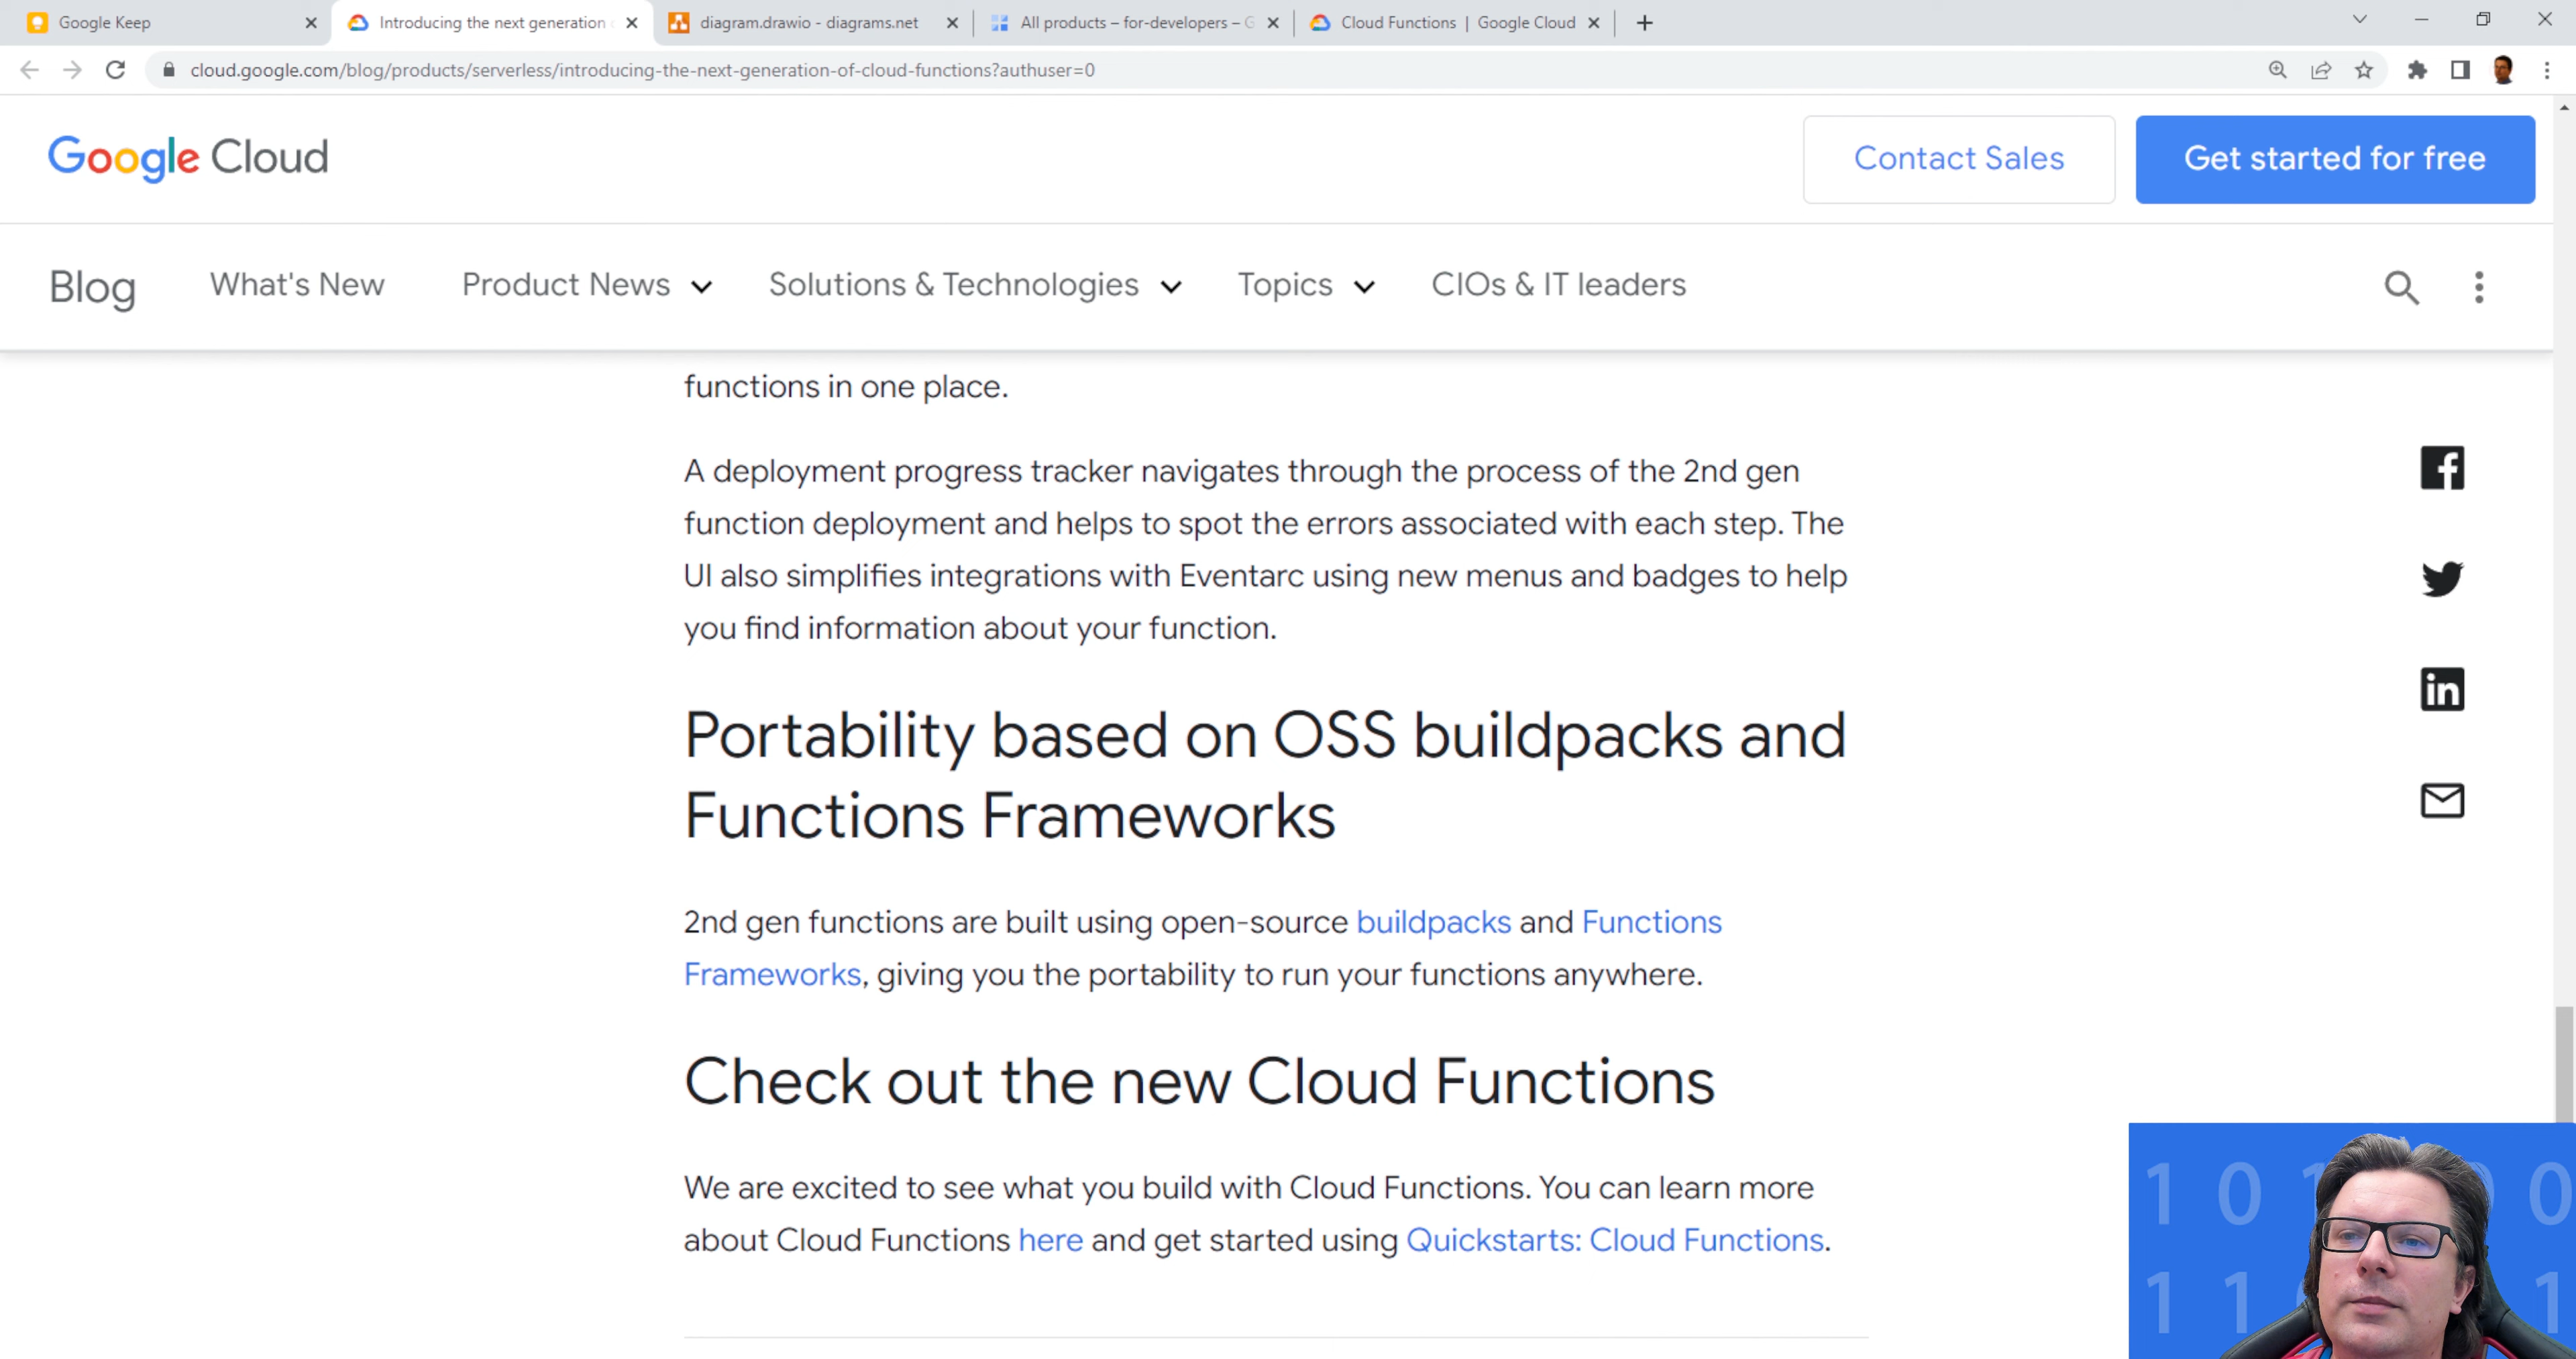 Google Keep
Introducing the next generation
diagram.drawio - diagrams.net
All products – for-developers – G
Cloud Functions | Google Cloud
cloud.google.com/blog/products/serverless/introducing-the-next-generation-of-cloud-functions?authuser=0
Google Cloud
Contact Sales
Get started for free
Blog
What's New
Product News
Solutions & Technologies
Topics
CIOs & IT leaders
functions in one place.
A deployment progress tracker navigates through the process of the 2nd gen
function deployment and helps to spot the errors associated with each step. The
UI also simplifies integrations with Eventarc using new menus and badges to help
you find information about your function.
Portability based on OSS buildpacks and
Functions Frameworks
2nd gen functions are built using open-source buildpacks and Functions
Frameworks, giving you the portability to run your functions anywhere.
Check out the new Cloud Functions
We are excited to see what you build with Cloud Functions. You can learn more
about Cloud Functions here and get started using Quickstarts: Cloud Functions.